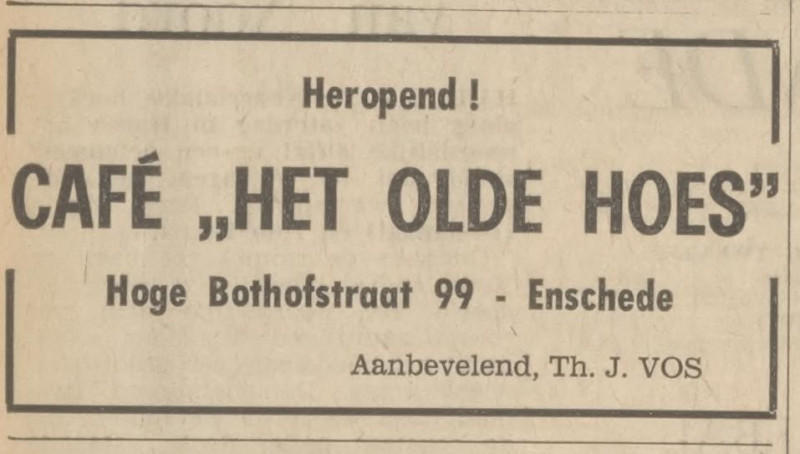 Heropend !
CAFÉ „HET OLDE HOES”
Hoge Bothofstraat 99 - Enschede
Aanbevelend, Th. J. VOS